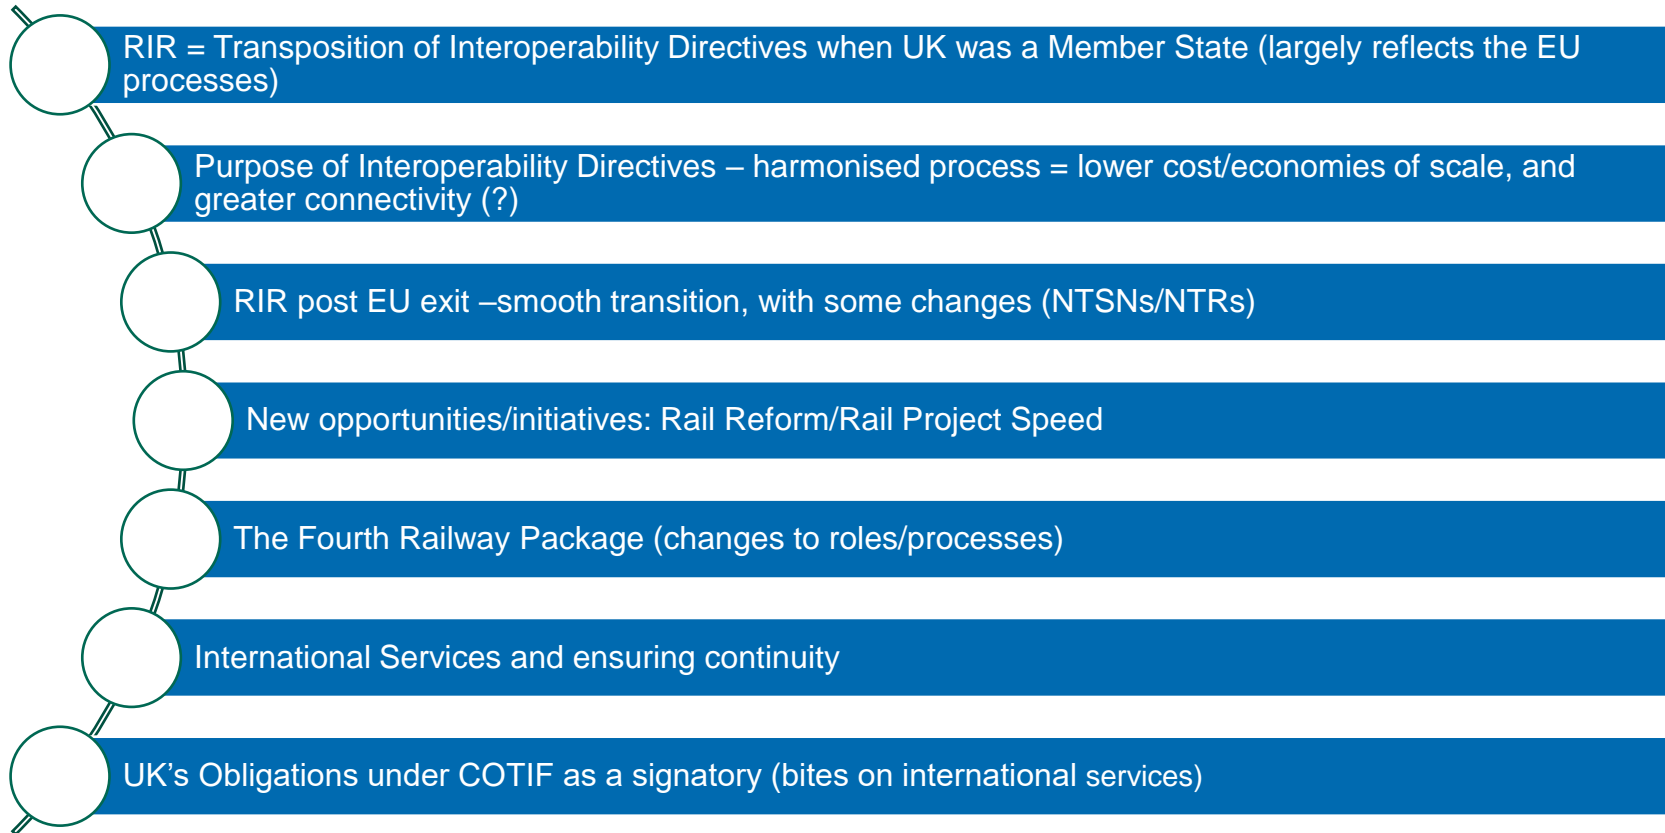 RIR = Transposition of Interoperability Directives when UK was a Member State (largely reflects the EU
processes)
Purpose of Interoperability Directives – harmonised process = lower cost/economies of scale, and
greater connectivity (?)
RIR post EU exit –smooth transition, with some changes (NTSNs/NTRs)
New opportunities/initiatives: Rail Reform/Rail Project Speed
The Fourth Railway Package (changes to roles/processes)
International Services and ensuring continuity
UK’s Obligations under COTIF as a signatory (bites on international services)